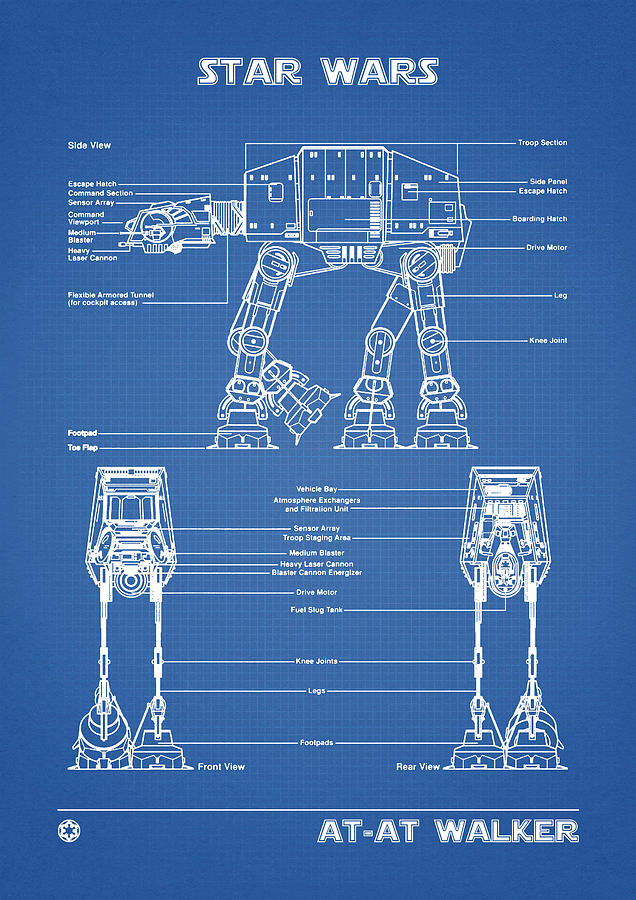 STAR WARS
Side View
Troop Section
Escape Hatch
Command Section
Sensor Array
Command
Viewport
Medium
Blaster
Heavy
Laser Cannon
Side Panel
Escape Hatch
Boarding Hatch
Drive Motor
Flexible Armored Tunnel
(for cockpit access)
Leg
Knee Joint
Footpad
Toe Flap
Vehicle Bay
Atmosphere Exchangers
and Filtration Unit
Sensor Array
Troop Staging Area
Medium Blaster
Heavy Laser Cannon
Blaster Cannon Energizer
Drive Motor
Fuel Slug Tank
Knee Joints
Legs
Footpads
Front View
Rear View
AT-AT WALKER